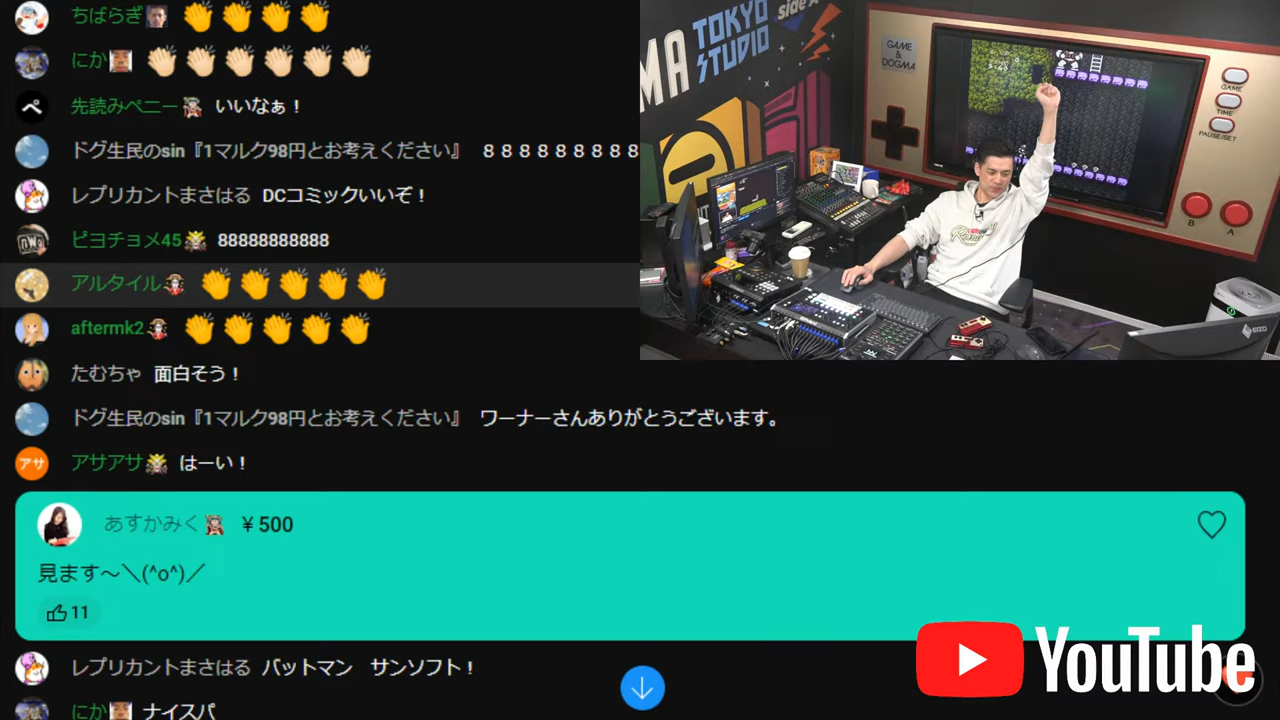 ちばらぎ 👏👏👏👏
にか 👏🏻👏🏻👏🏻👏🏻👏🏻👏🏻
ペ 先読みペニー いいなぁ！
ドグ生民のsin『1マルク98円とお考えください』 ８８８８８８８８８
レプリカントまさはる DCコミックいいぞ！
ピヨチョメ45 88888888888
アルタイル 👏👏👏👏👏
aftermk2 👏👏👏👏👏
たむちゃ 面白そう！
ドグ生民のsin『1マルク98円とお考えください』 ワーナーさんありがとうございます。
アサ アサアサ はーい！
あすかみく ￥500
見ます〜＼(^o^)／
11
レプリカントまさはる バットマン　サンソフト！
にか ナイスパ
YouTube
MA TOKYO
STUDIO
side A
GAME
&
DOGMA
GAME
TIME
PAUSE/SET
B A
EIZO